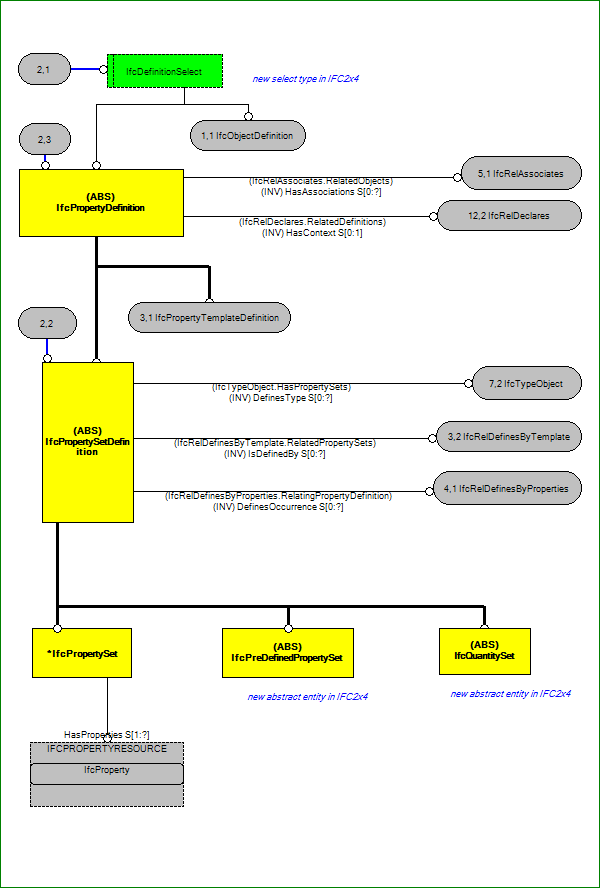 2,1
IfcDefinitionSelect
new select type in IFC2x4
2,3
1,1 IfcObjectDefinition
(ABS)
IfcPropertyDefinition
(IfcRelAssociates.RelatedObjects)
(INV) HasAssociations S[0:?]
5,1 IfcRelAssociates
(IfcRelDeclares.RelatedDefinitions)
(INV) HasContext S[0:1]
12,2 IfcRelDeclares
2,2
3,1 IfcPropertyTemplateDefinition
(ABS)
IfcPropertySetDefin
ition
(IfcTypeObject.HasPropertySets)
(INV) DefinesType S[0:?]
7,2 IfcTypeObject
(IfcRelDefinesByTemplate.RelatedPropertySets)
(INV) IsDefinedBy S[0:?]
3,2 IfcRelDefinesByTemplate
(IfcRelDefinesByProperties.RelatingPropertyDefinition)
(INV) DefinesOccurrence S[0:?]
4,1 IfcRelDefinesByProperties
*IfcPropertySet
(ABS)
IfcPreDefinedPropertySet
(ABS)
IfcQuantitySet
new abstract entity in IFC2x4
new abstract entity in IFC2x4
HasProperties S[1:?]
IFCPROPERTYRESOURCE
IfcProperty